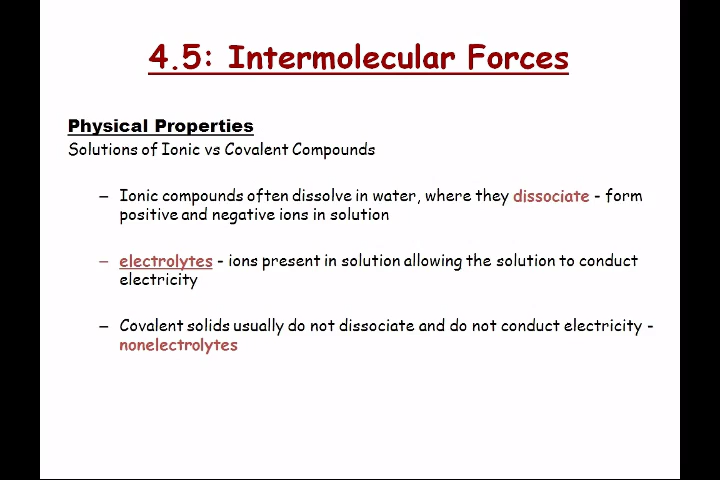 4.5: Intermolecular Forces
Physical Properties
Solutions of Ionic vs Covalent Compounds
– Ionic compounds often dissolve in water, where they dissociate - form
positive and negative ions in solution
– electrolytes - ions present in solution allowing the solution to conduct
electricity
– Covalent solids usually do not dissociate and do not conduct electricity -
nonelectrolytes